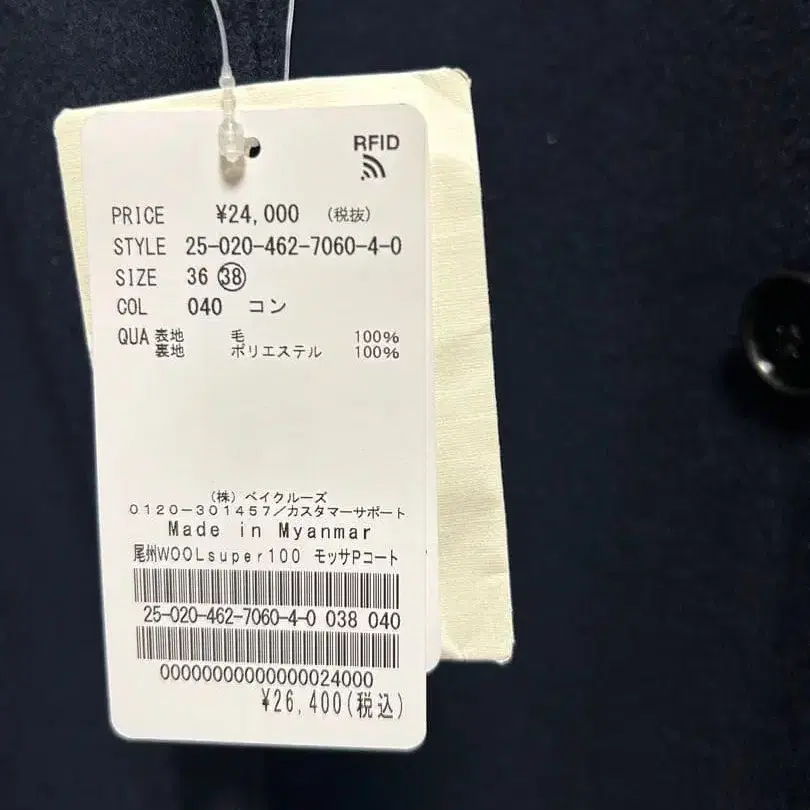 RFID
PRICE ¥24,000 (税抜)
STYLE 25-020-462-7060-4-0
SIZE 36 38
COL 040 コン
QUA 表地 毛 100%
裏地 ポリエステル 100%
(株)ベイクルーズ
0120-301457/カスタマーサポート
Made in Myanmar
尾州WOOLsuper100 モッサPコート
25-020-462-7060-4-0 038 040
00000000000000024000
¥26,400(税込)